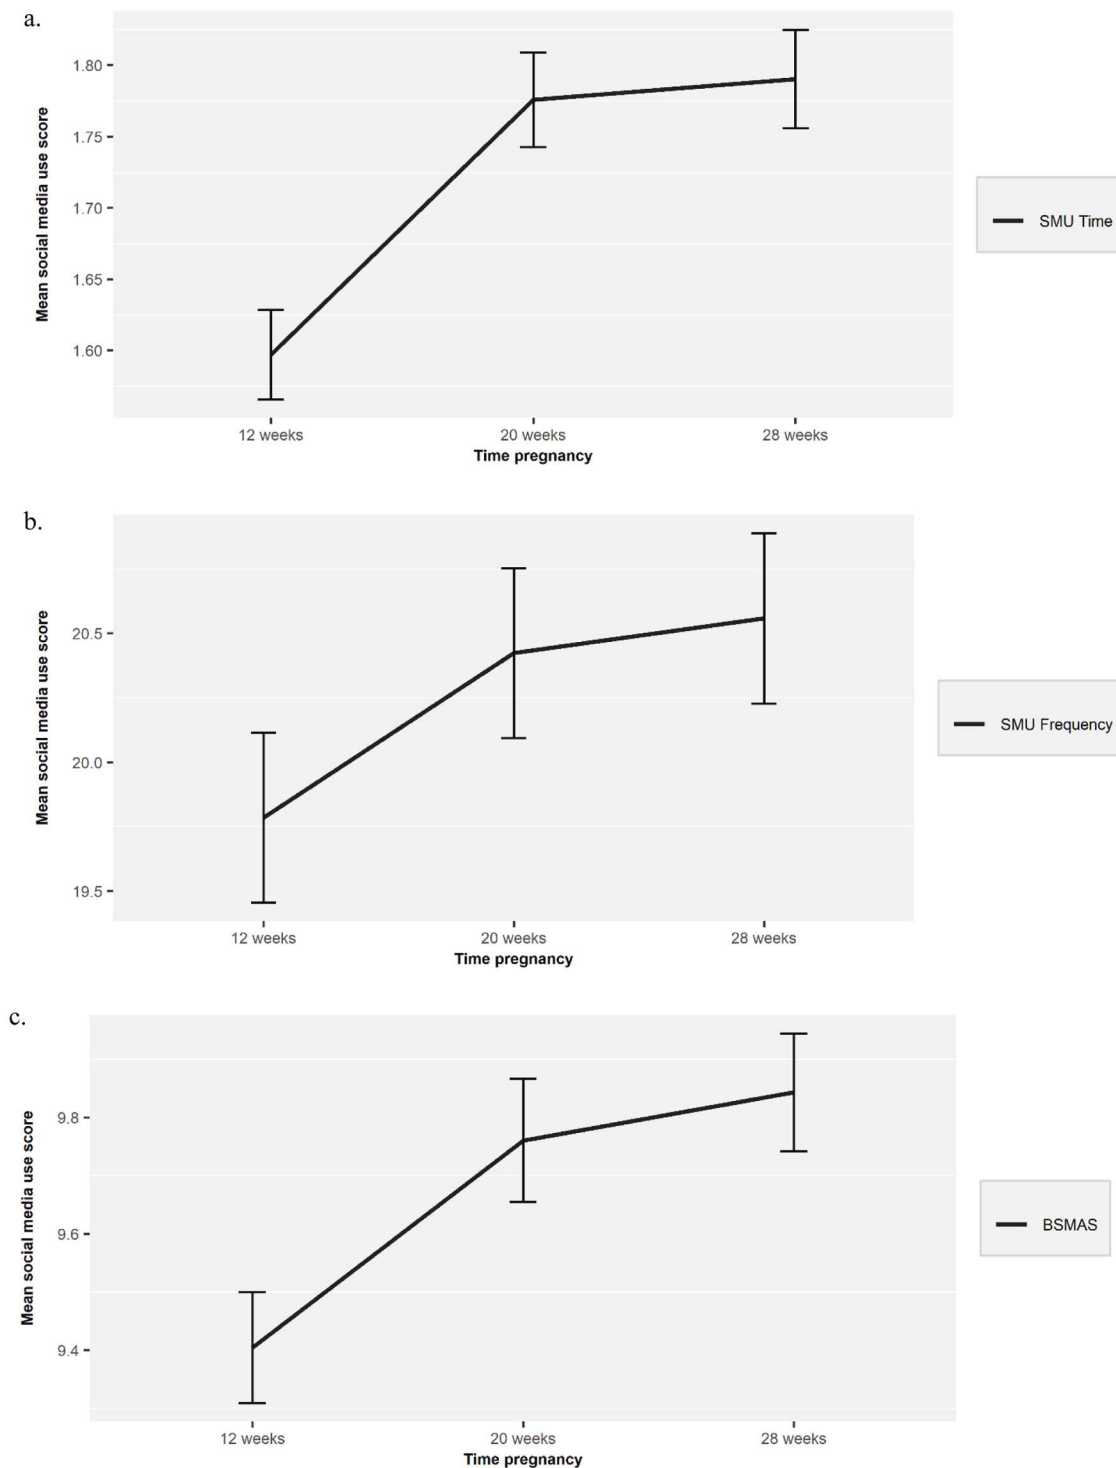 a.
Mean social media use score
1.80
1.75
1.70
1.65
1.60
12 weeks
20 weeks
28 weeks
Time pregnancy
SMU Time
b.
Mean social media use score
20.5
20.0
19.5
12 weeks
20 weeks
28 weeks
Time pregnancy
SMU Frequency
c.
Mean social media use score
9.8
9.6
9.4
12 weeks
20 weeks
28 weeks
Time pregnancy
BSMAS